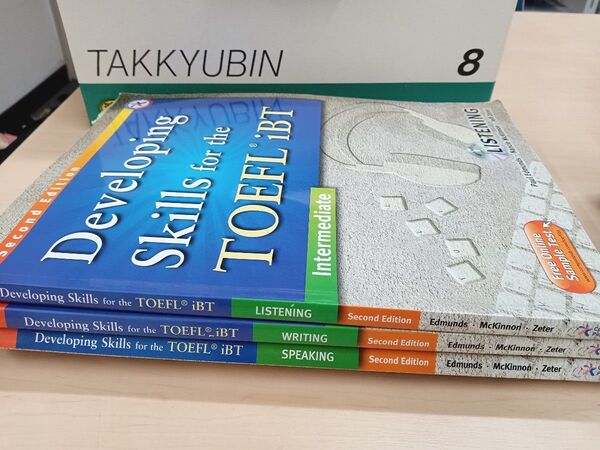 TAKKYUBIN 8
Second Edition
Developing
Skills for the
TOEFL® iBT
Intermediate
LISTENING
Paul Edmunds
Free Online
Sample Test
Developing Skills for the TOEFL® iBT LISTENING Second Edition Edmunds · McKinnon · Zeter
Developing Skills for the TOEFL® iBT WRITING Second Edition Edmunds · McKinnon · Zeter
Developing Skills for the TOEFL® iBT SPEAKING Second Edition Edmunds · McKinnon · Zeter